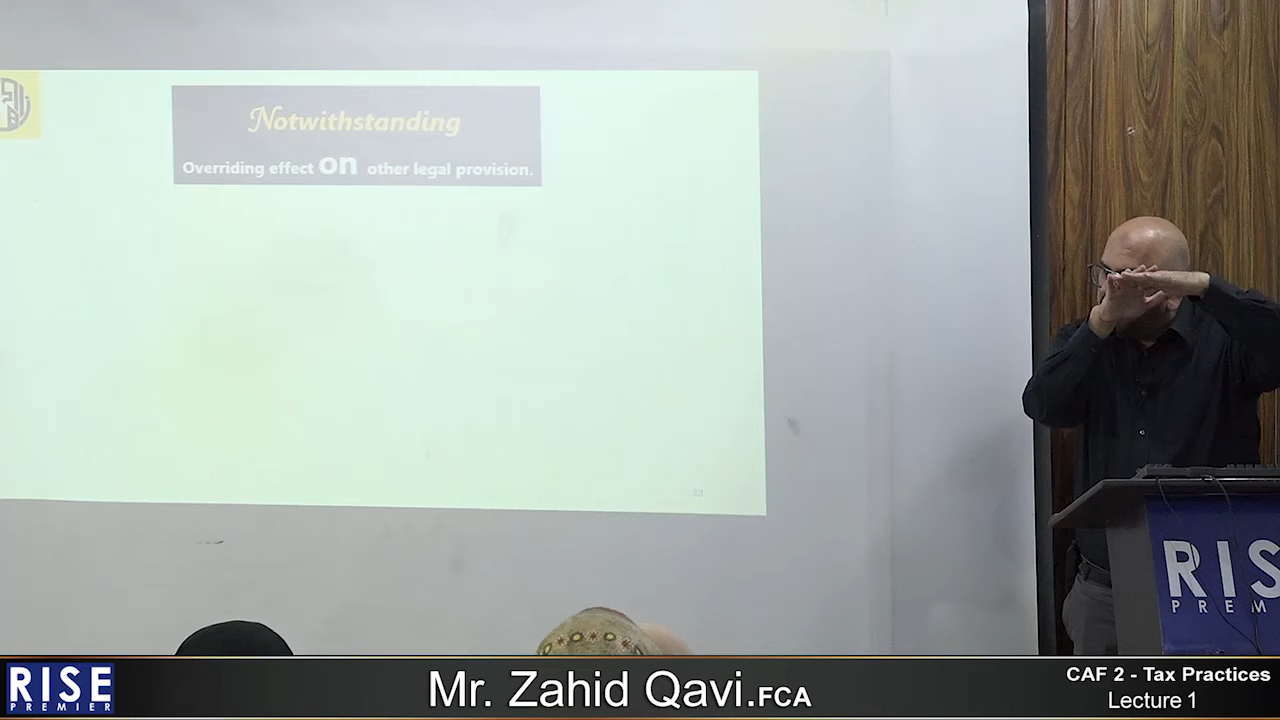 Notwithstanding
Overriding effect on other legal provision.
13
RIS
PREM
RISE
PREMIER
Mr. Zahid Qavi.FCA
CAF 2 - Tax Practices
Lecture 1